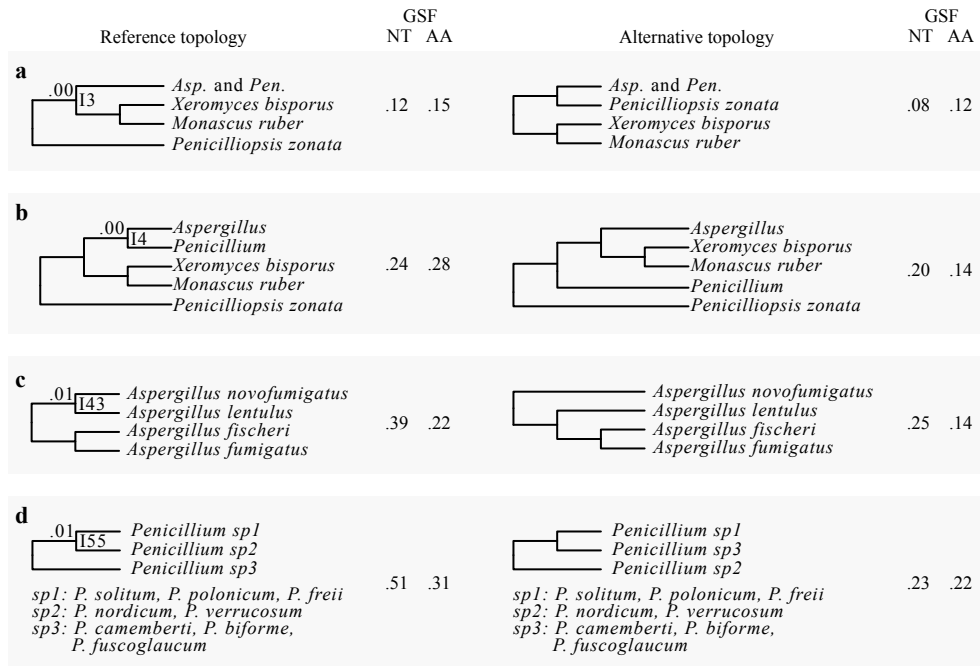 GSF GSF
Reference topology NT AA Alternative topology NT AA
a
.00 Asp. and Pen. Asp. and Pen.
I3 Xeromyces bisporus .12 .15 Penicilliopsis zonata .08 .12
Monascus ruber Xeromyces bisporus
Penicilliopsis zonata Monascus ruber
b
.00 Aspergillus Aspergillus
I4 Penicillium Xeromyces bisporus
Xeromyces bisporus .24 .28 Monascus ruber .20 .14
Monascus ruber Penicillium
Penicilliopsis zonata Penicilliopsis zonata
c
.01 Aspergillus novofumigatus Aspergillus novofumigatus
I43 Aspergillus lentulus .39 .22 Aspergillus lentulus .25 .14
Aspergillus fischeri Aspergillus fischeri
Aspergillus fumigatus Aspergillus fumigatus
d
.01 Penicillium sp1 Penicillium sp1
I55 Penicillium sp2 Penicillium sp3
Penicillium sp3 .51 .31 Penicillium sp2 .23 .22
sp1: P. solitum, P. polonicum, P. freii sp1: P. solitum, P. polonicum, P. freii
sp2: P. nordicum, P. verrucosum sp2: P. nordicum, P. verrucosum
sp3: P. camemberti, P. biforme, sp3: P. camemberti, P. biforme,
P. fuscoglaucum P. fuscoglaucum